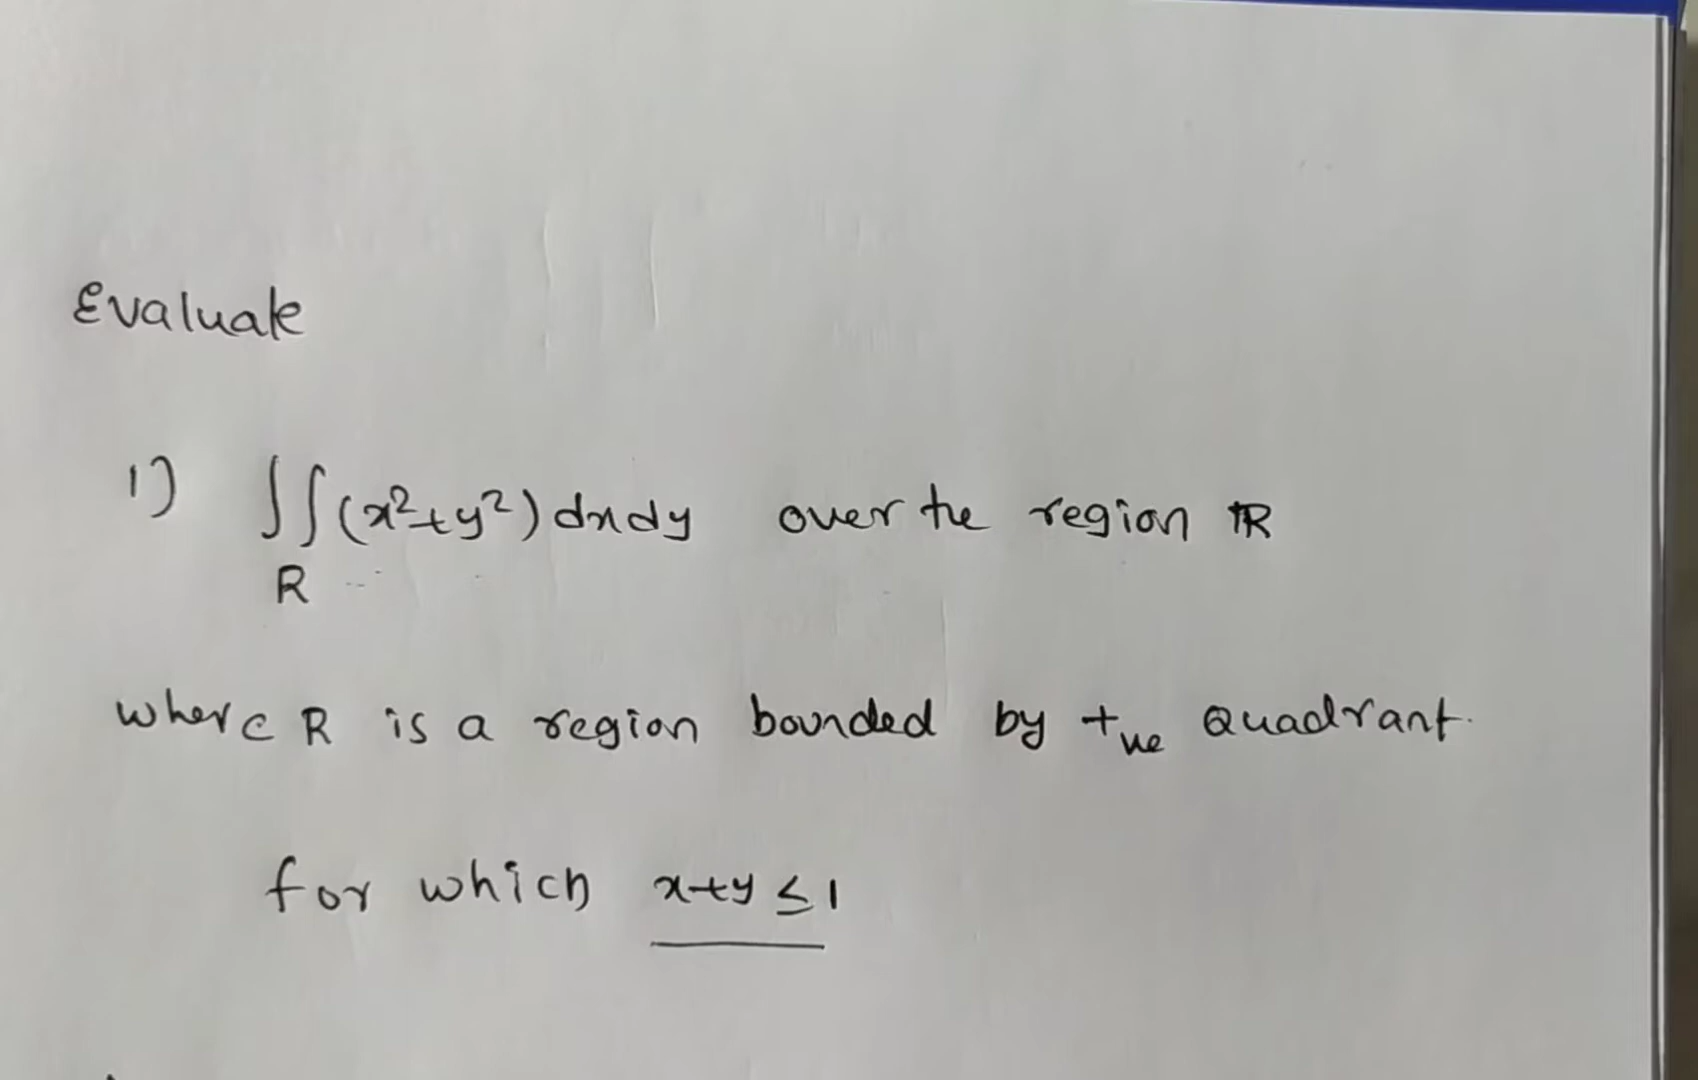 Evaluate
1) ∫∫(x²+y²)dxdy over the region R
R
where R is a region bounded by +ve Quadrant.
for which x+y ≤ 1